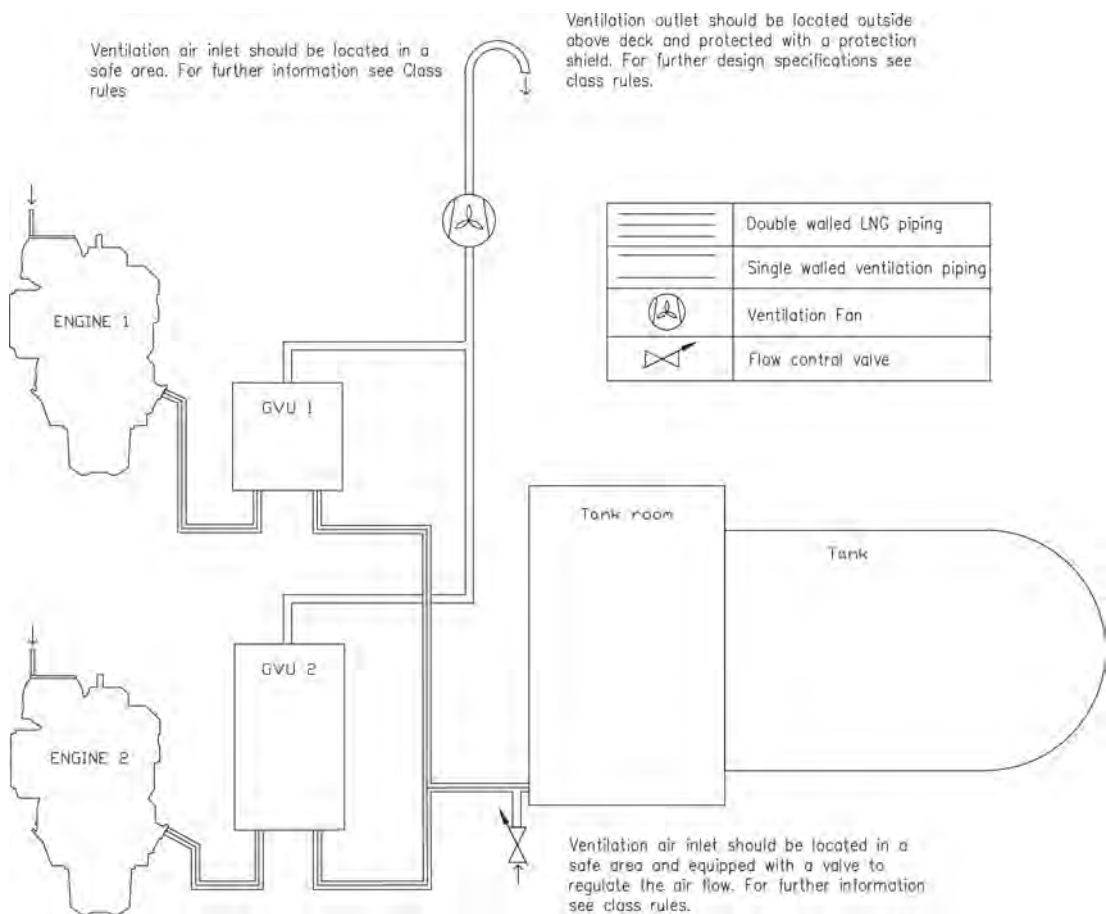 Ventilation air inlet should be located in a
safe area. For further information see Class
rules
Ventilation outlet should be located outside
above deck and protected with a protection
shield. For further design specifications see
class rules.
Double walled LNG piping
Single walled ventilation piping
Ventilation Fan
Flow control valve
ENGINE 1
GVU 1
Tank room
Tank
GVU 2
ENGINE 2
Ventilation air inlet should be located in a
safe area and equipped with a valve to
regulate the air flow. For further information
see class rules.